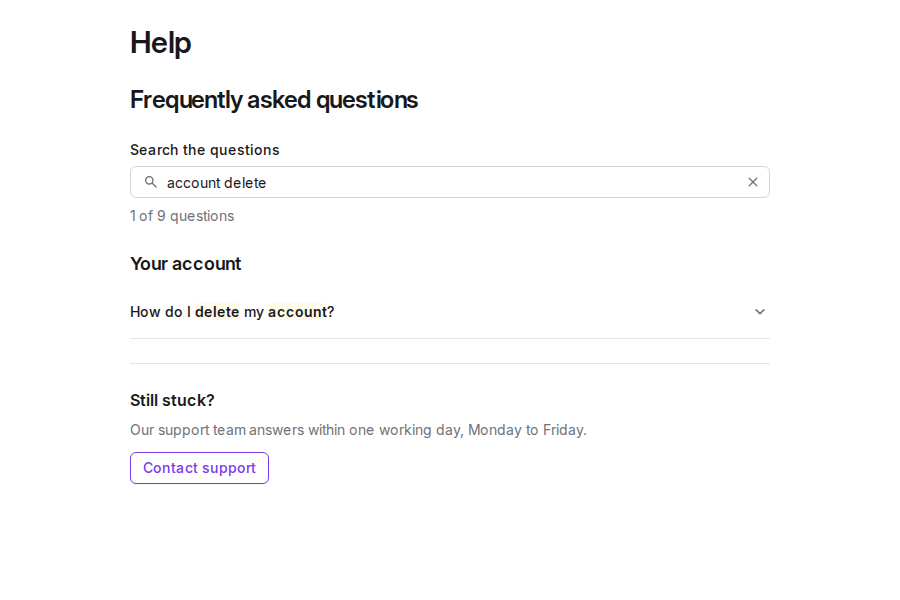 Help
Frequently asked questions
Search the questions
account delete
1 of 9 questions
Your account
How do I delete my account?
Still stuck?
Our support team answers within one working day, Monday to Friday.
Contact support